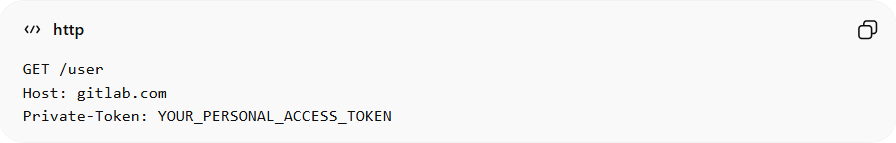 http
GET /user
Host: gitlab.com
Private-Token: YOUR_PERSONAL_ACCESS_TOKEN